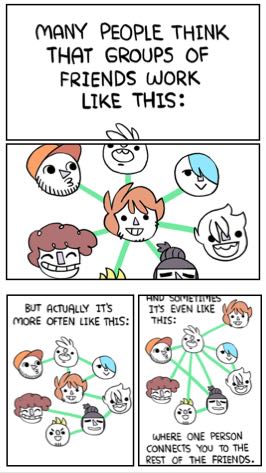 MANY PEOPLE THINK
THAT GROUPS OF
FRIENDS WORK
LIKE THIS:
BUT ACTUALLY IT'S
MORE OFTEN LIKE THIS:
AND SOMETIMES
IT'S EVEN LIKE
THIS:
WHERE ONE PERSON
CONNECTS YOU TO THE
REST OF THE FRIENDS.